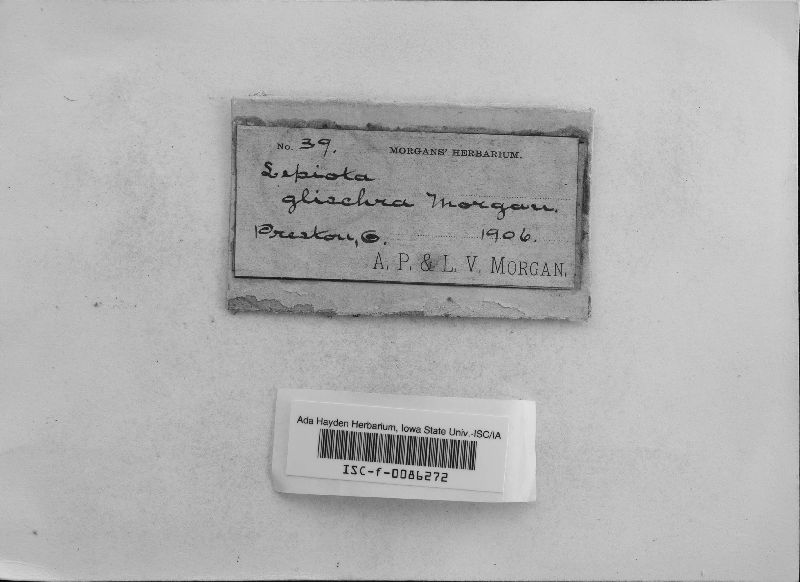 No. 39. MORGANS' HERBARIUM.
Lepiota
glischra Morgan.
Preston, O. 1906.
A. P. & L. V. MORGAN.
Ada Hayden Herbarium, Iowa State Univ.-ISC/IA
ISC-f-0086272